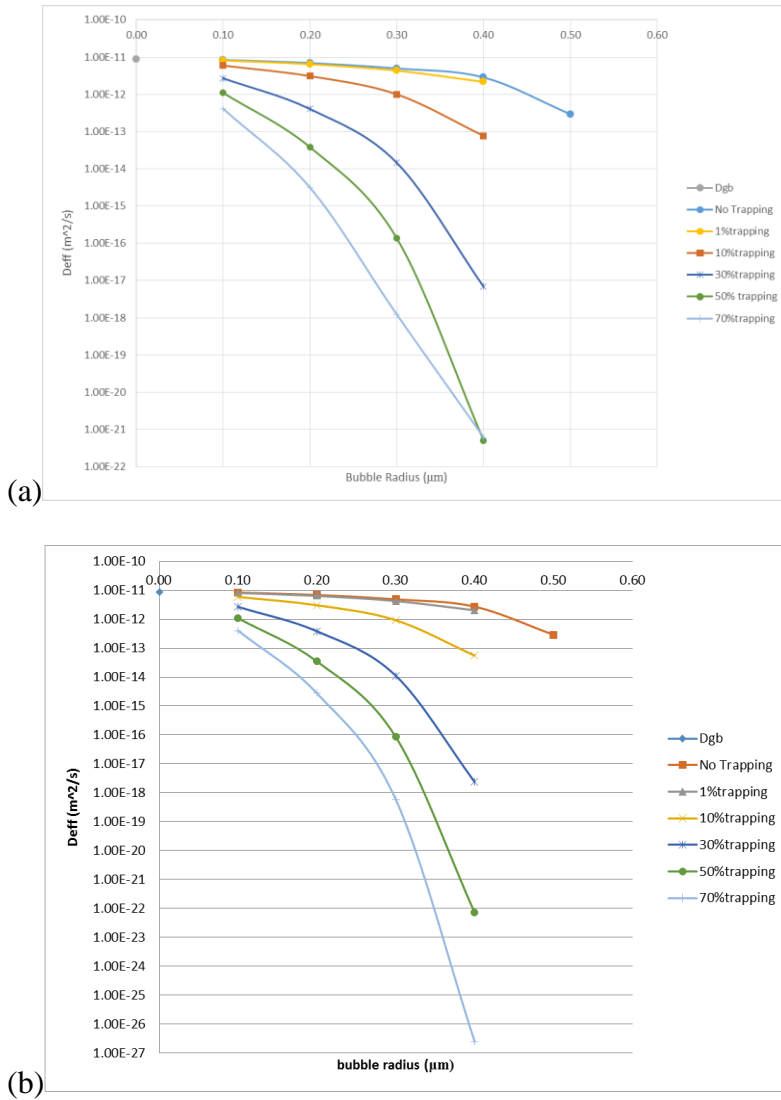 1.00E-10
0.00 0.10 0.20 0.30 0.40 0.50 0.60
1.00E-11
1.00E-12
1.00E-13
1.00E-14
1.00E-15
1.00E-16
1.00E-17
1.00E-18
1.00E-19
1.00E-20
1.00E-21
1.00E-22
Deff (m^2/s)
Bubble Radius (μm)
Dgb
No Trapping
1%trapping
10%trapping
30%trapping
50% trapping
70%trapping
(a)
1.00E-10
0.00 0.10 0.20 0.30 0.40 0.50 0.60
1.00E-11
1.00E-12
1.00E-13
1.00E-14
1.00E-15
1.00E-16
1.00E-17
1.00E-18
1.00E-19
1.00E-20
1.00E-21
1.00E-22
1.00E-23
1.00E-24
1.00E-25
1.00E-26
1.00E-27
Deff (m^2/s)
bubble radius (μm)
Dgb
No Trapping
1%trapping
10%trapping
30%trapping
50%trapping
70%trapping
(b)